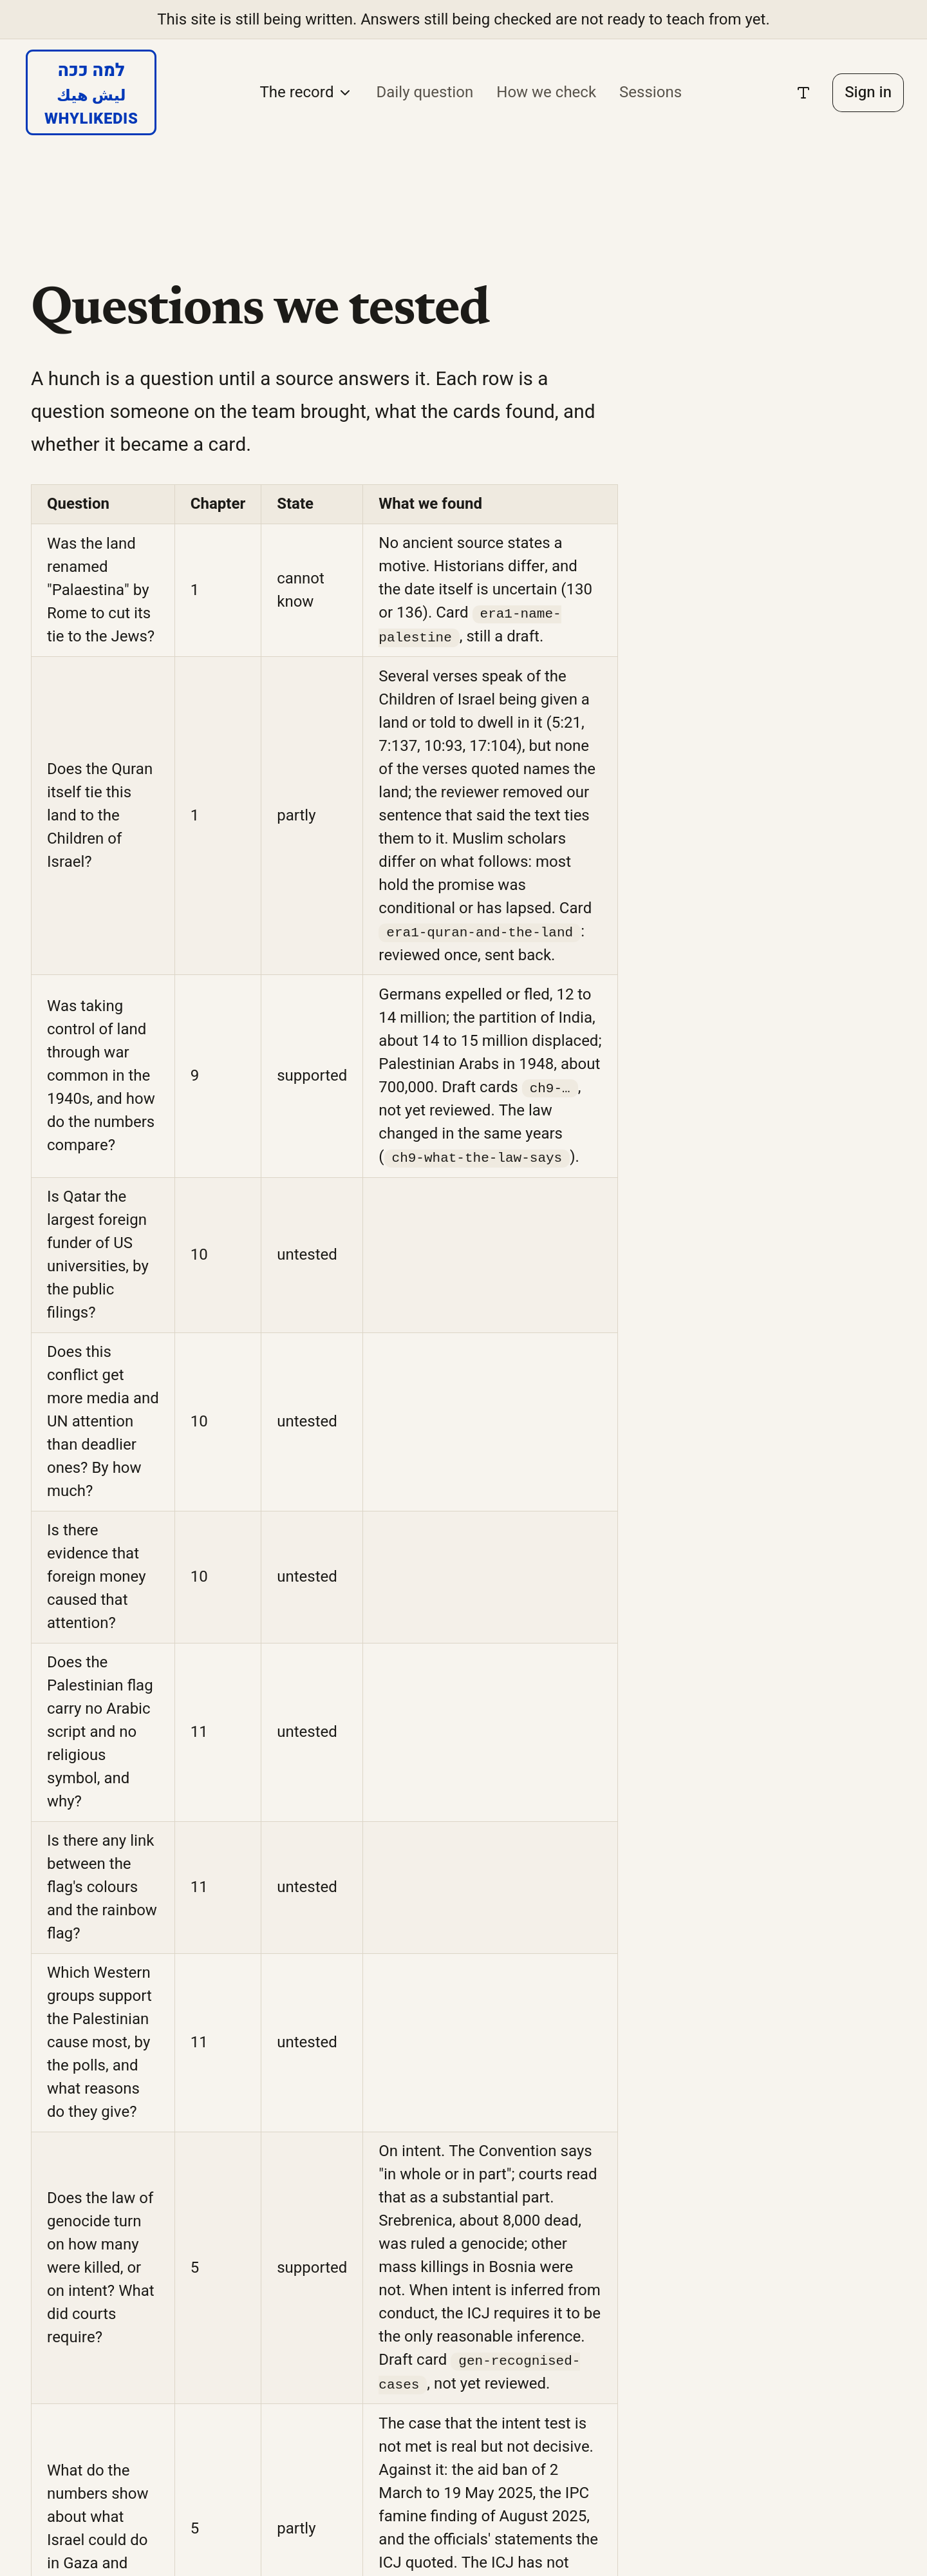 This site is still being written. Answers still being checked are not ready to teach from yet.
למה ככה
ليش هيك
WHYLIKEDIS
The record
Daily question
How we check
Sessions
T
Sign in
Questions we tested
A hunch is a question until a source answers it. Each row is a
question someone on the team brought, what the cards found, and
whether it became a card.
Question
Chapter
State
What we found
Was the land
renamed
"Palaestina" by
Rome to cut its
tie to the Jews?
1
cannot
know
No ancient source states a
motive. Historians differ, and
the date itself is uncertain (130
or 136). Card era1-name-
palestine, still a draft.
Does the Quran
itself tie this
land to the
Children of
Israel?
1
partly
Several verses speak of the
Children of Israel being given a
land or told to dwell in it (5:21,
7:137, 10:93, 17:104), but none
of the verses quoted names the
land; the reviewer removed our
sentence that said the text ties
them to it. Muslim scholars
differ on what follows: most
hold the promise was
conditional or has lapsed. Card
era1-quran-and-the-land:
reviewed once, sent back.
Was taking
control of land
through war
common in the
1940s, and how
do the numbers
compare?
9
supported
Germans expelled or fled, 12 to
14 million; the partition of India,
about 14 to 15 million displaced;
Palestinian Arabs in 1948, about
700,000. Draft cards ch9-…,
not yet reviewed. The law
changed in the same years
(ch9-what-the-law-says).
Is Qatar the
largest foreign
funder of US
universities, by
the public
filings?
10
untested
Does this
conflict get
more media and
UN attention
than deadlier
ones? By how
much?
10
untested
Is there
evidence that
foreign money
caused that
attention?
10
untested
Does the
Palestinian flag
carry no Arabic
script and no
religious
symbol, and
why?
11
untested
Is there any link
between the
flag's colours
and the rainbow
flag?
11
untested
Which Western
groups support
the Palestinian
cause most, by
the polls, and
what reasons
do they give?
11
untested
Does the law of
genocide turn
on how many
were killed, or
on intent? What
did courts
require?
5
supported
On intent. The Convention says
"in whole or in part"; courts read
that as a substantial part.
Srebrenica, about 8,000 dead,
was ruled a genocide; other
mass killings in Bosnia were
not. When intent is inferred from
conduct, the ICJ requires it to be
the only reasonable inference.
Draft card gen-recognised-
cases, not yet reviewed.
What do the
numbers show
about what
Israel could do
in Gaza and
5
partly
The case that the intent test is
not met is real but not decisive.
Against it: the aid ban of 2
March to 19 May 2025, the IPC
famine finding of August 2025,
and the officials' statements the
ICJ quoted. The ICJ has not